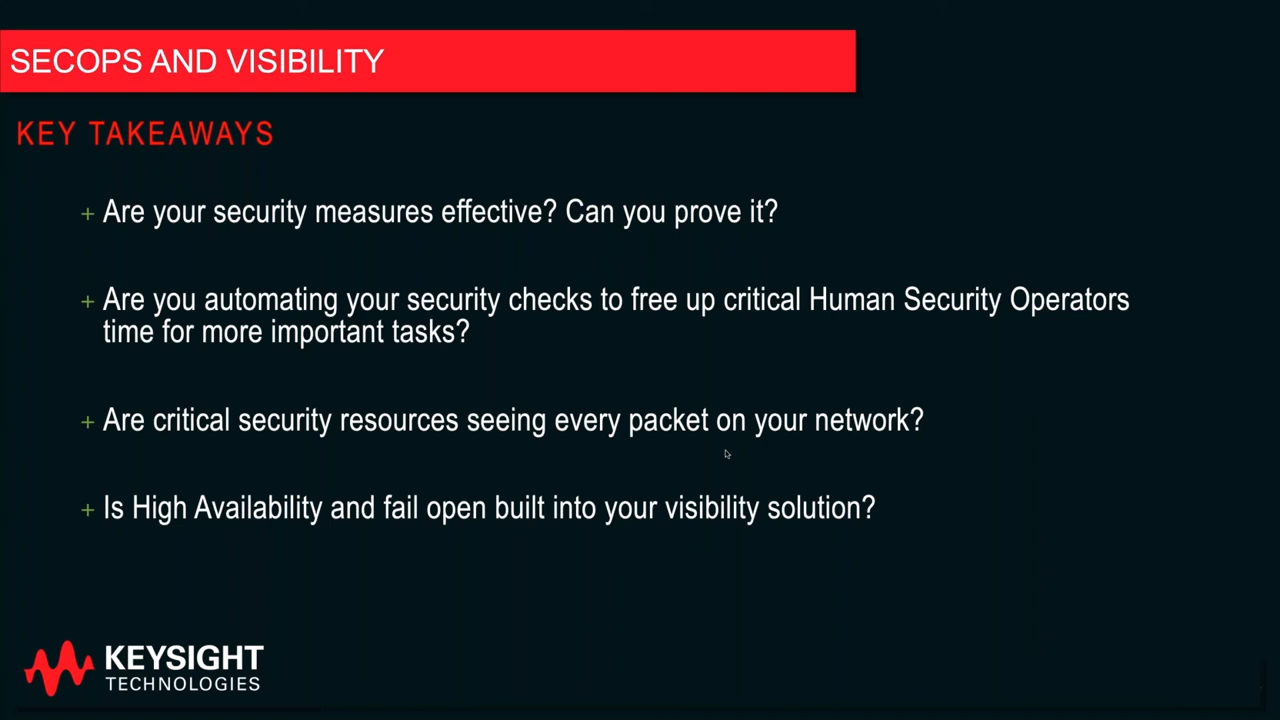 SECOPS AND VISIBILITY
KEY TAKEAWAYS
+ Are your security measures effective? Can you prove it?
+ Are you automating your security checks to free up critical Human Security Operators
time for more important tasks?
+ Are critical security resources seeing every packet on your network?
+ Is High Availability and fail open built into your visibility solution?
KEYSIGHT
TECHNOLOGIES